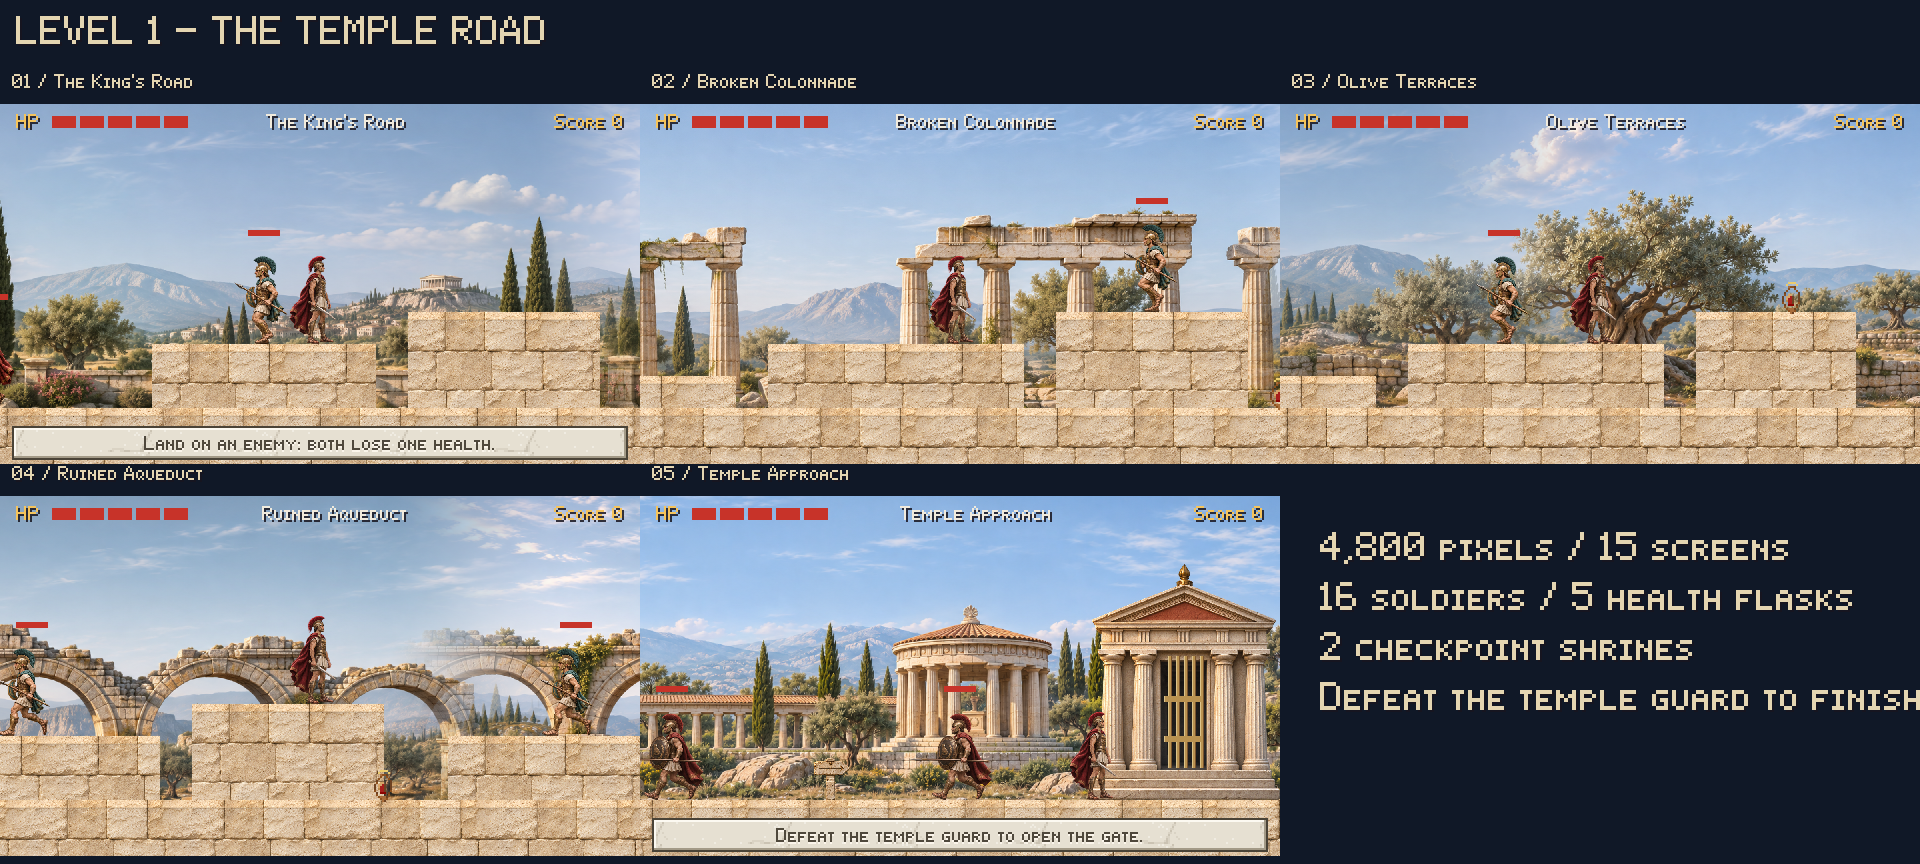 LEVEL 1 – THE TEMPLE ROAD
01 / The King's Road
02 / Broken Colonnade
03 / Olive Terraces
HP The King's Road Score 0
HP Broken Colonnade Score 0
HP Olive Terraces Score 0
Land on an enemy: both lose one health.
04 / Ruined Aqueduct
05 / Temple Approach
HP Ruined Aqueduct Score 0
HP Temple Approach Score 0
4,800 pixels / 15 screens
16 soldiers / 5 health flasks
2 checkpoint shrines
Defeat the temple guard to finish
Defeat the temple guard to open the gate.